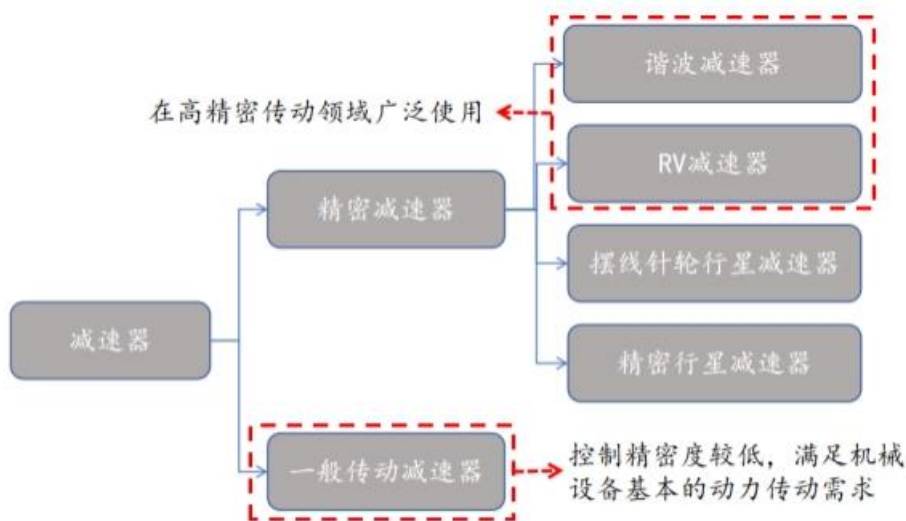 谐波减速器
在高精密传动领域广泛使用
RV减速器
精密减速器
摆线针轮行星减速器
减速器
精密行星减速器
一般传动减速器
控制精密度较低，满足机械
设备基本的动力传动需求